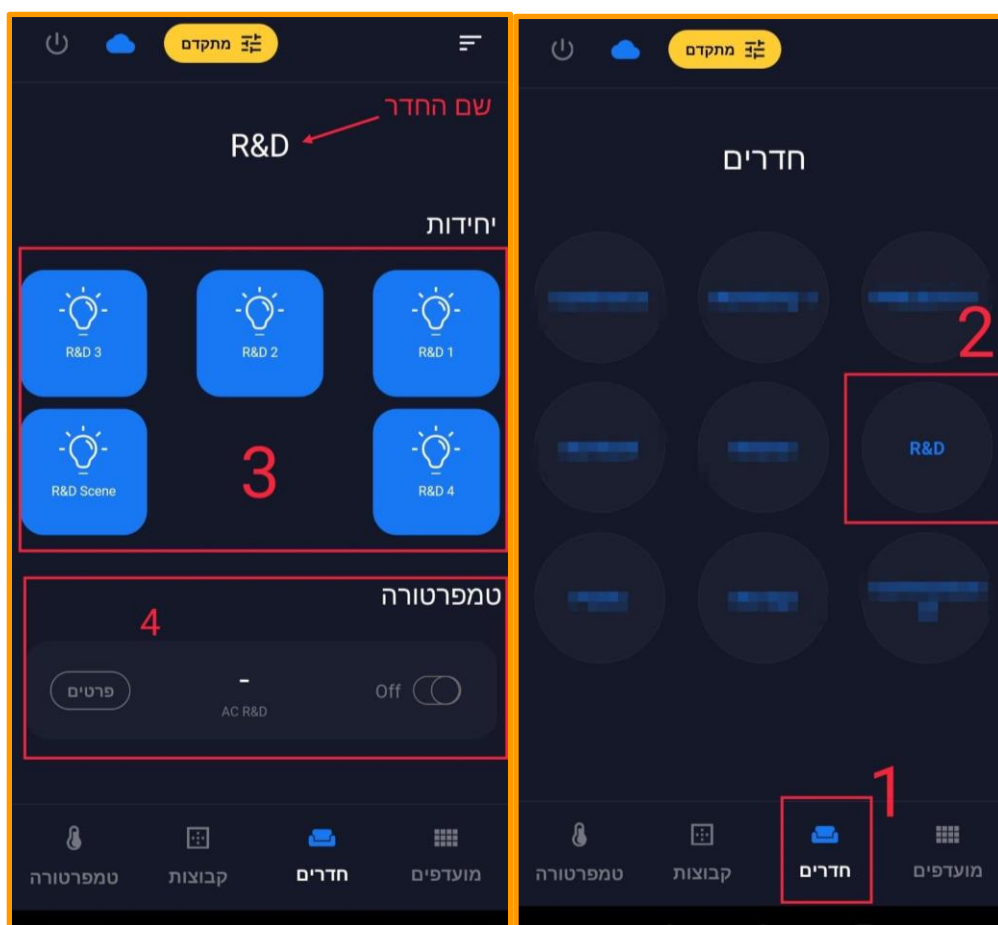 מתקדם
חדרים
2
R&D
1
מועדפים
חדרים
קבוצות
טמפרטורה
מתקדם
שם החדר
R&D
יחידות
R&D 1
R&D 2
R&D 3
R&D 4
3
R&D Scene
טמפרטורה
4
Off
-
AC R&D
פרטים
מועדפים
חדרים
קבוצות
טמפרטורה